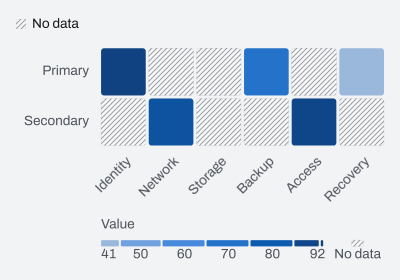 No data
Primary
Secondary
Identity Network Storage Backup Access Recovery
Value
41 50 60 70 80 92 No data